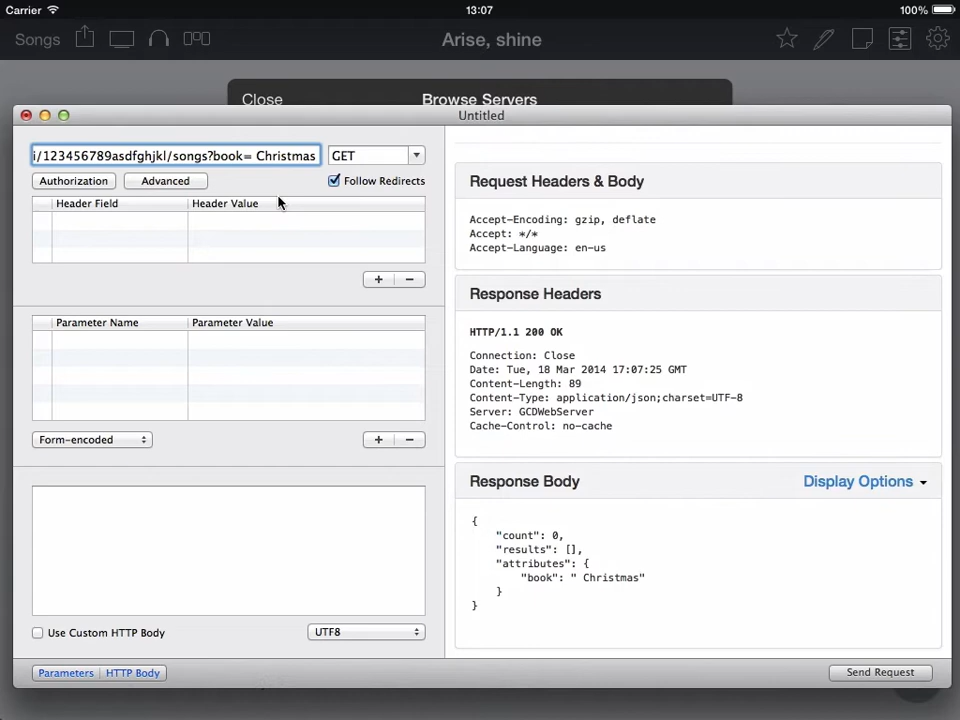 Carrier 13:07 100%
Songs Arise, shine
Close Browse Servers
Untitled
i/123456789asdfghjkl/songs?book= Christmas GET
Authorization Advanced Follow Redirects
Header Field Header Value
+ −
Parameter Name Parameter Value
Form-encoded + −
Use Custom HTTP Body UTF8
Parameters HTTP Body
Request Headers & Body
Accept-Encoding: gzip, deflate
Accept: */*
Accept-Language: en-us
Response Headers
HTTP/1.1 200 OK
Connection: Close
Date: Tue, 18 Mar 2014 17:07:25 GMT
Content-Length: 89
Content-Type: application/json;charset=UTF-8
Server: GCDWebServer
Cache-Control: no-cache
Response Body Display Options
{
"count": 0,
"results": [],
"attributes": {
"book": " Christmas"
}
}
Send Request